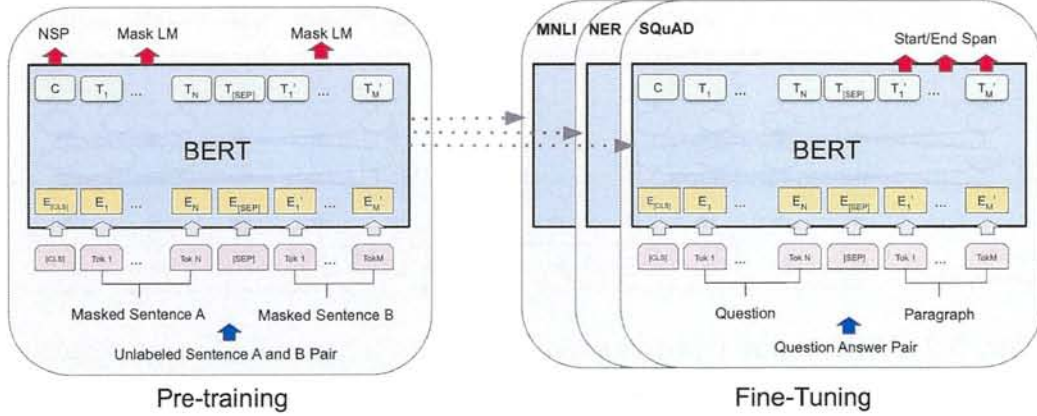 NSP Mask LM Mask LM
C T1 ... TN T[SEP] T1' ... TM'
BERT
E[CLS] E1 ... EN E[SEP] E1' ... EM'
[CLS] Tok 1 ... Tok N [SEP] Tok 1 ... TokM
Masked Sentence A Masked Sentence B
Unlabeled Sentence A and B Pair
Pre-training
MNLI NER SQuAD
Start/End Span
C T1 ... TN T[SEP] T1' ... TM'
BERT
E[CLS] E1 ... EN E[SEP] E1' ... EM'
[CLS] Tok 1 ... Tok N [SEP] Tok 1 ... TokM
Question Paragraph
Question Answer Pair
Fine-Tuning